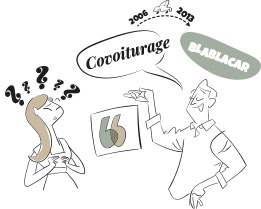 2006 2013
Covoiturage
BLABLACAR
? ? ? ? ?